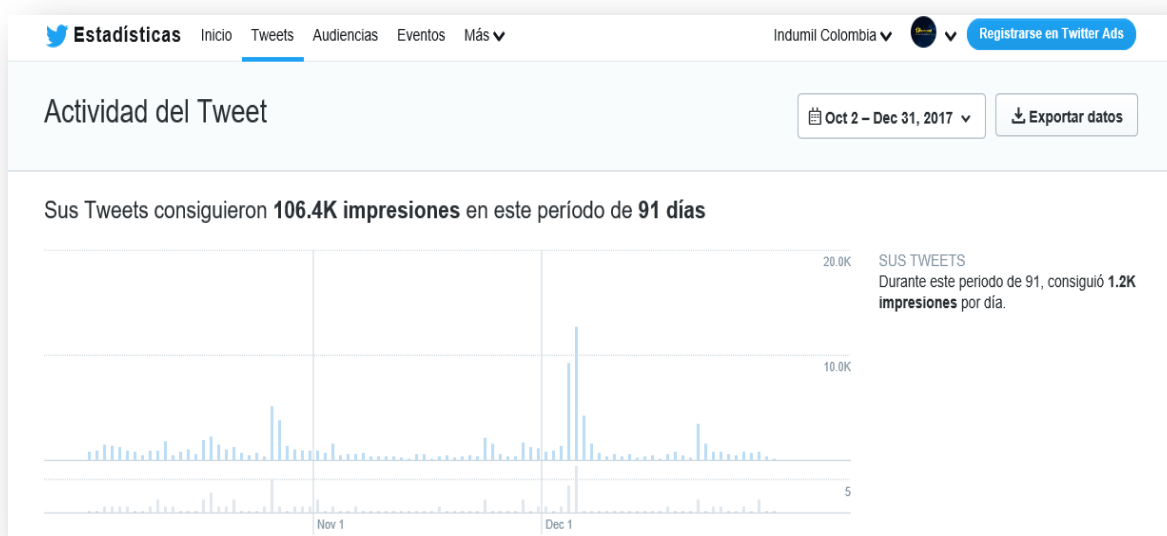 Estadísticas Inicio Tweets Audiencias Eventos Más Indumil Colombia Registrarse en Twitter Ads
Actividad del Tweet
Oct 2 – Dec 31, 2017 Exportar datos
Sus Tweets consiguieron 106.4K impresiones en este período de 91 días
20.0K
SUS TWEETS
Durante este periodo de 91, consiguió 1.2K
impresiones por día.
10.0K
5
Nov 1 Dec 1